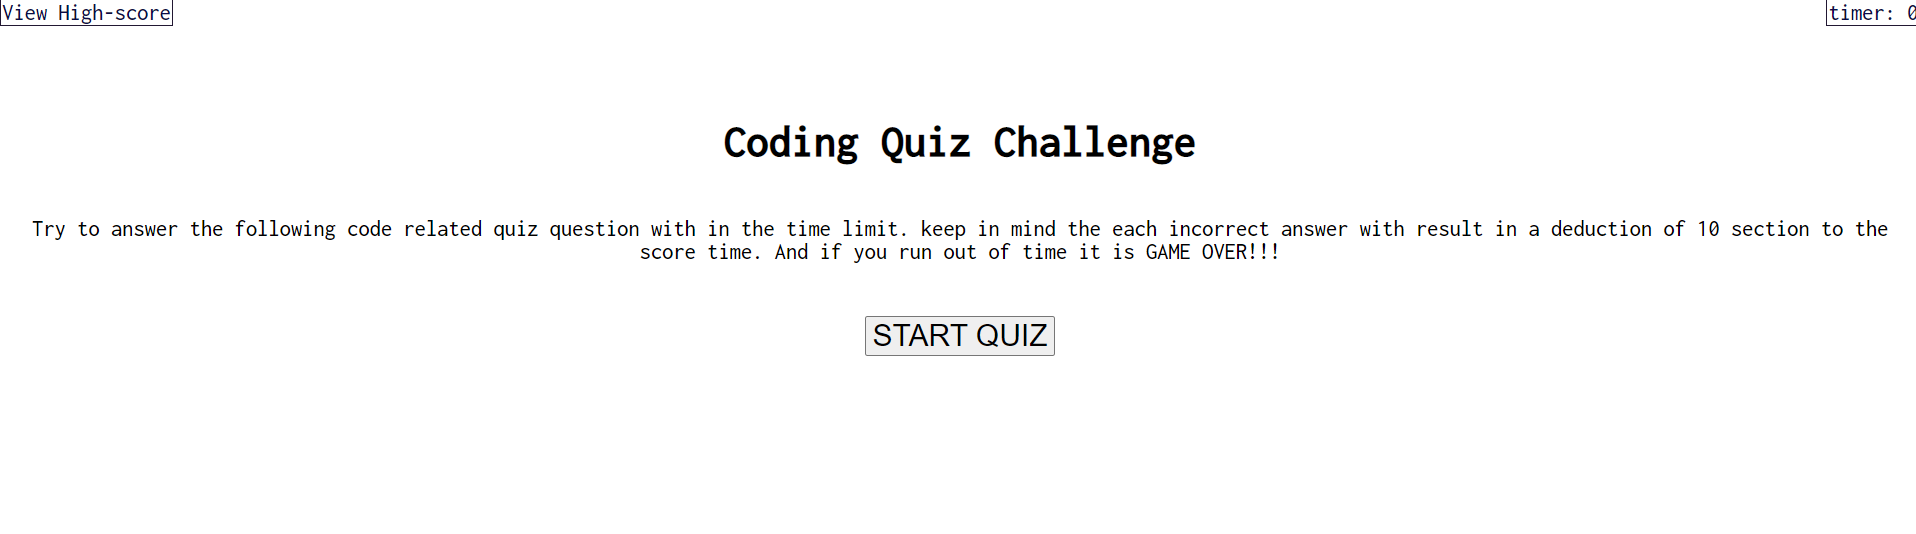 View High-score
timer: 0
Coding Quiz Challenge
Try to answer the following code related quiz question with in the time limit. keep in mind the each incorrect answer with result in a deduction of 10 section to the
score time. And if you run out of time it is GAME OVER!!!
START QUIZ